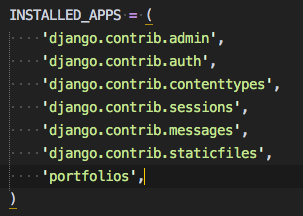 INSTALLED_APPS = (
    'django.contrib.admin',
    'django.contrib.auth',
    'django.contrib.contenttypes',
    'django.contrib.sessions',
    'django.contrib.messages',
    'django.contrib.staticfiles',
    'portfolios',
)